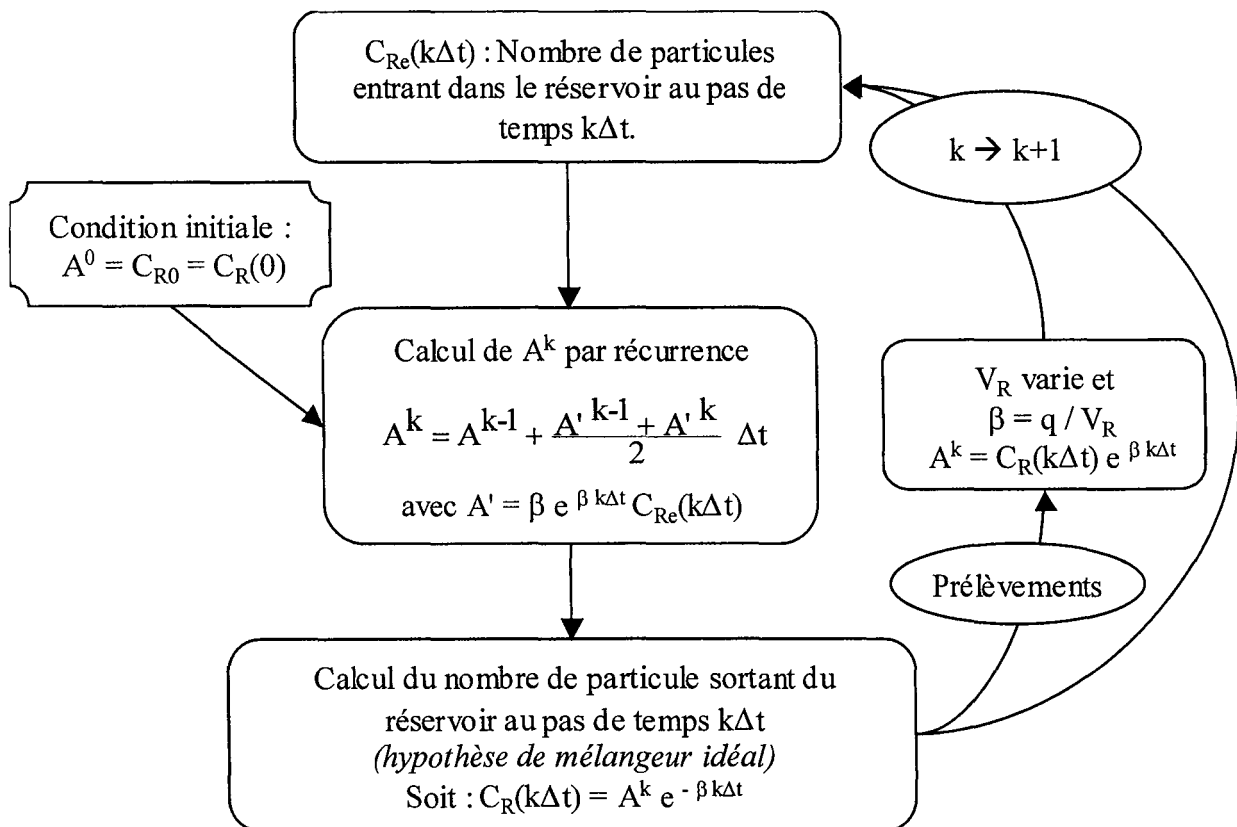 C_Re(kΔt) : Nombre de particules
entrant dans le réservoir au pas de
temps kΔt.
k → k+1
Condition initiale :
A^0 = C_R0 = C_R(0)
Calcul de A^k par récurrence
A^k = A^k-1 + (A' ^k-1 + A' ^k)/2 Δt
avec A' = β e^β kΔt C_Re(kΔt)
V_R varie et
β = q / V_R
A^k = C_R(kΔt) e^β kΔt
Prélèvements
Calcul du nombre de particule sortant du
réservoir au pas de temps kΔt
(hypothèse de mélangeur idéal)
Soit : C_R(kΔt) = A^k e^- β kΔt